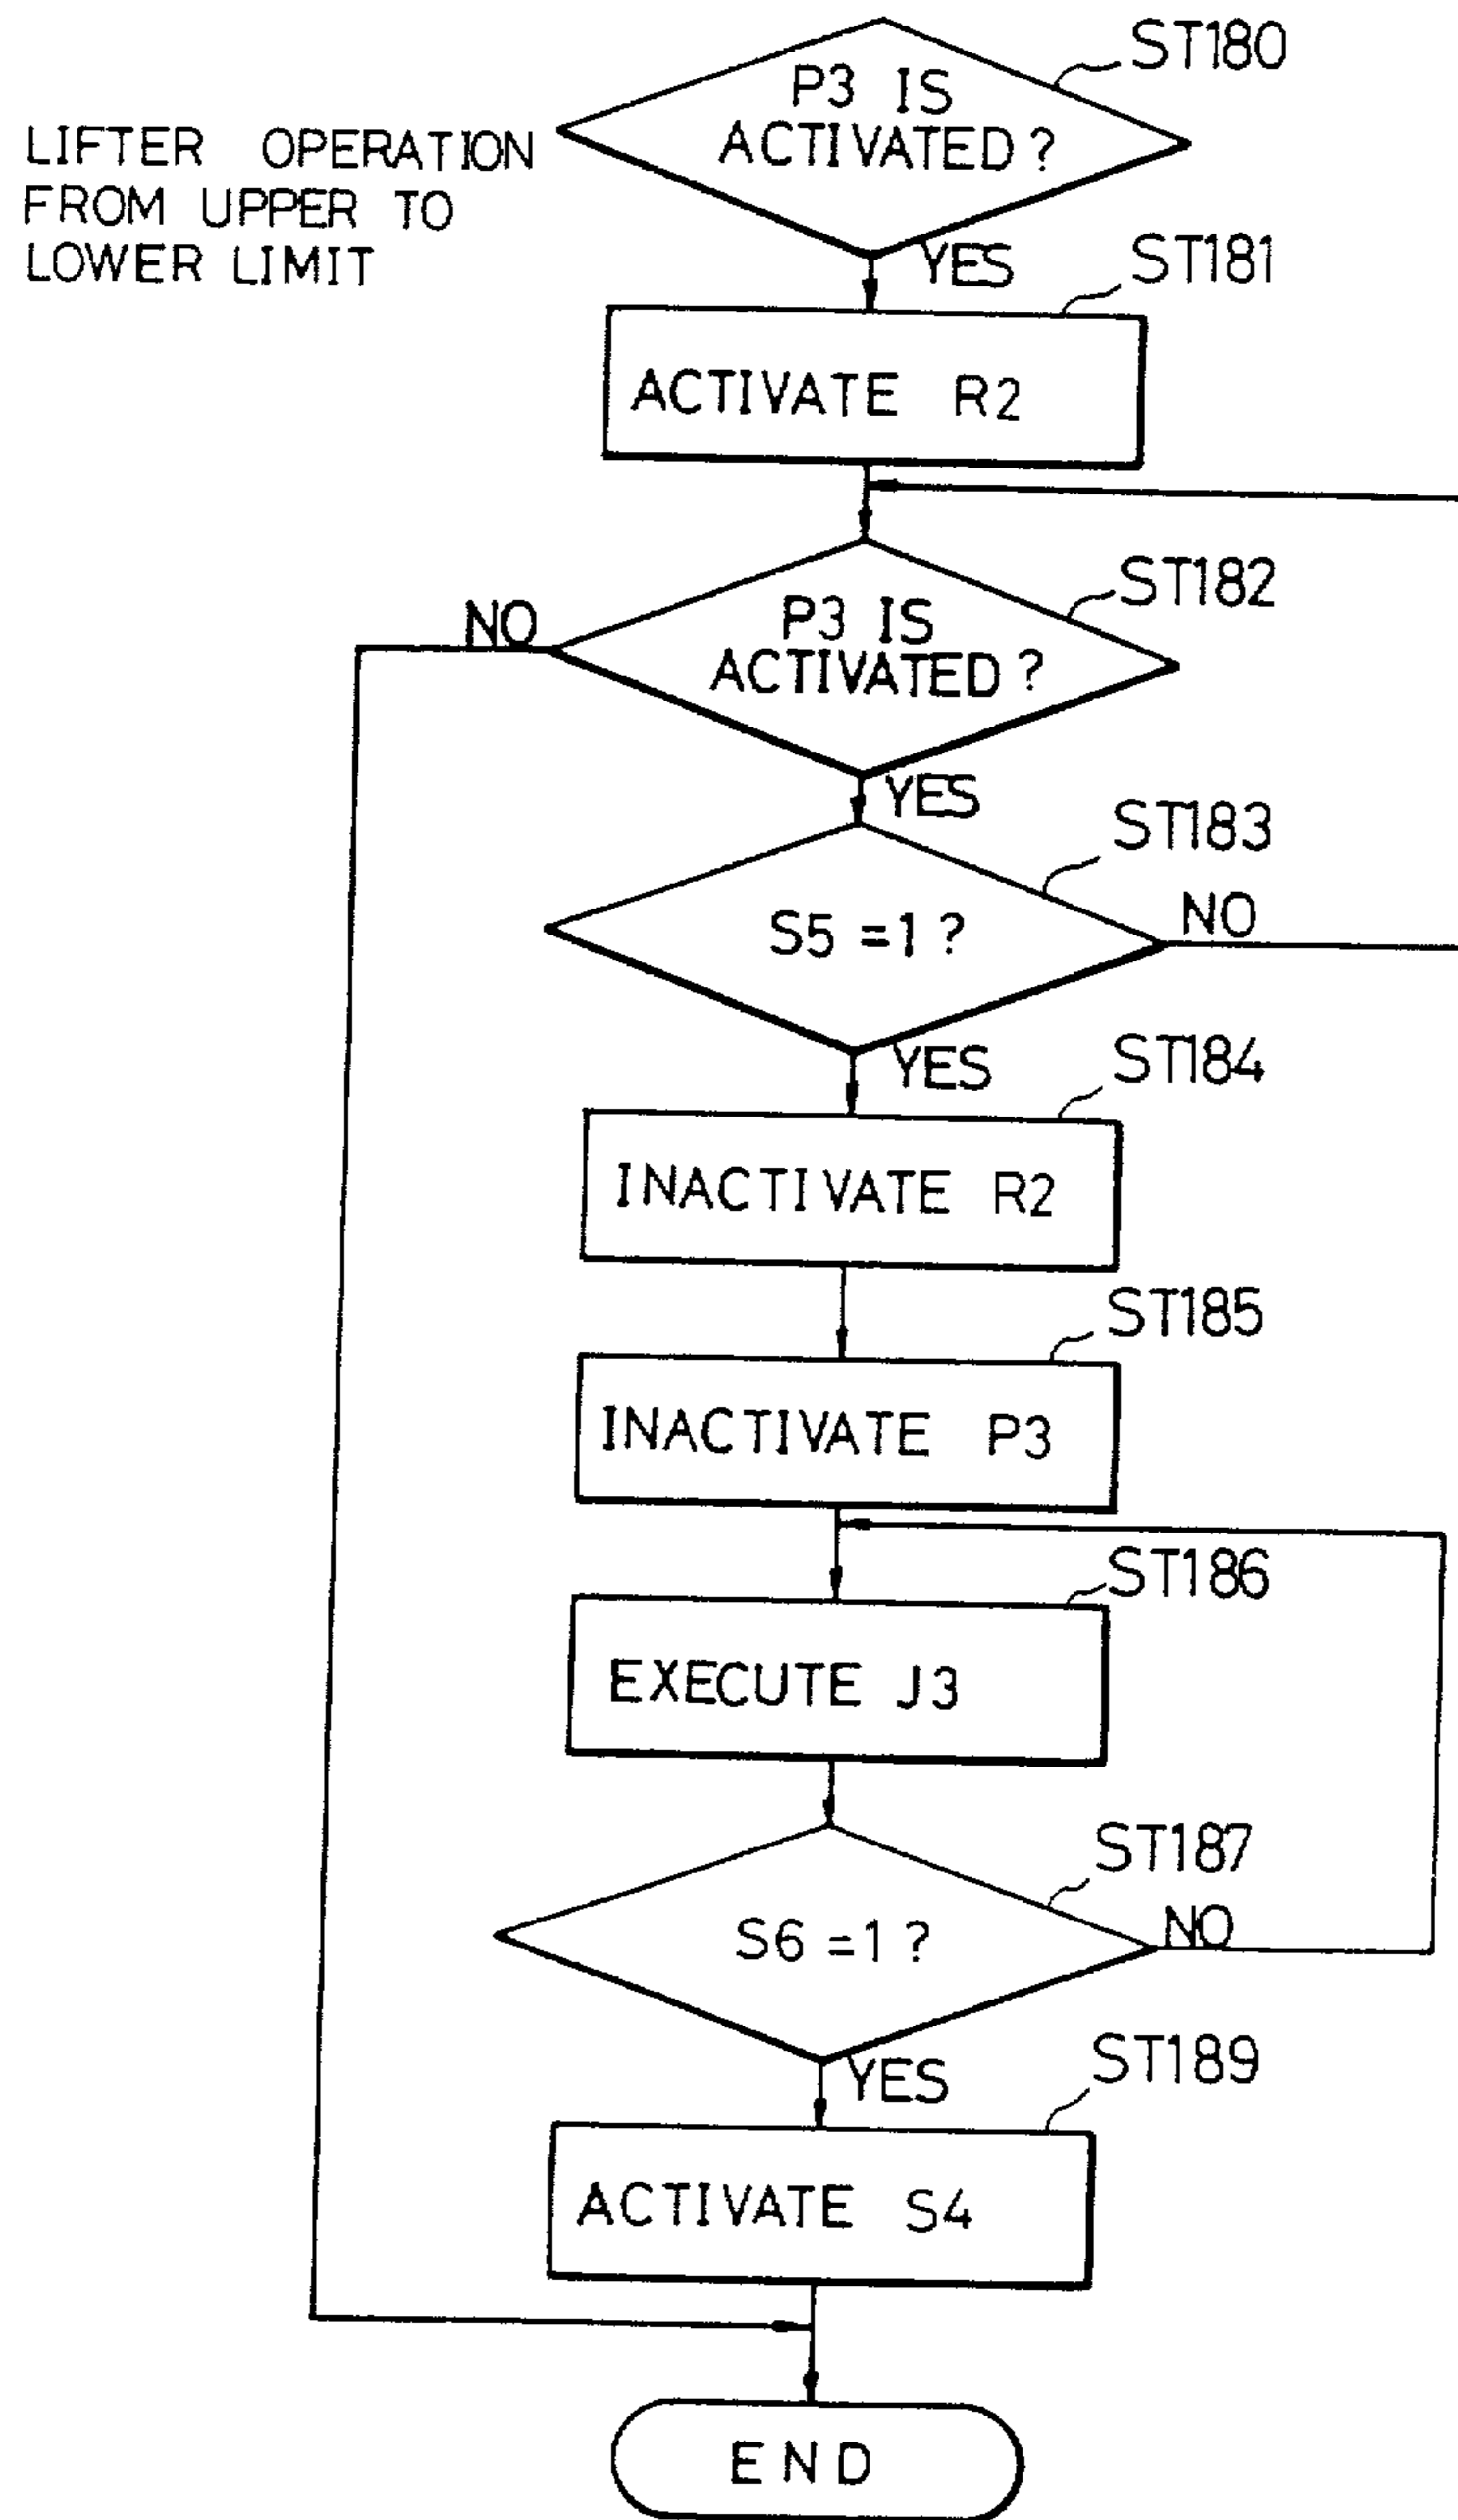 ST180
P3 IS
ACTIVATED?
LIFTER OPERATION
FROM UPPER TO
LOWER LIMIT
YES
ST181
ACTIVATE R2
ST182
NO
P3 IS
ACTIVATED?
YES
ST183
NO
S5=1?
YES
ST184
INACTIVATE R2
ST185
INACTIVATE P3
ST186
EXECUTE J3
ST187
NO
S6=1?
YES
ST189
ACTIVATE S4
END